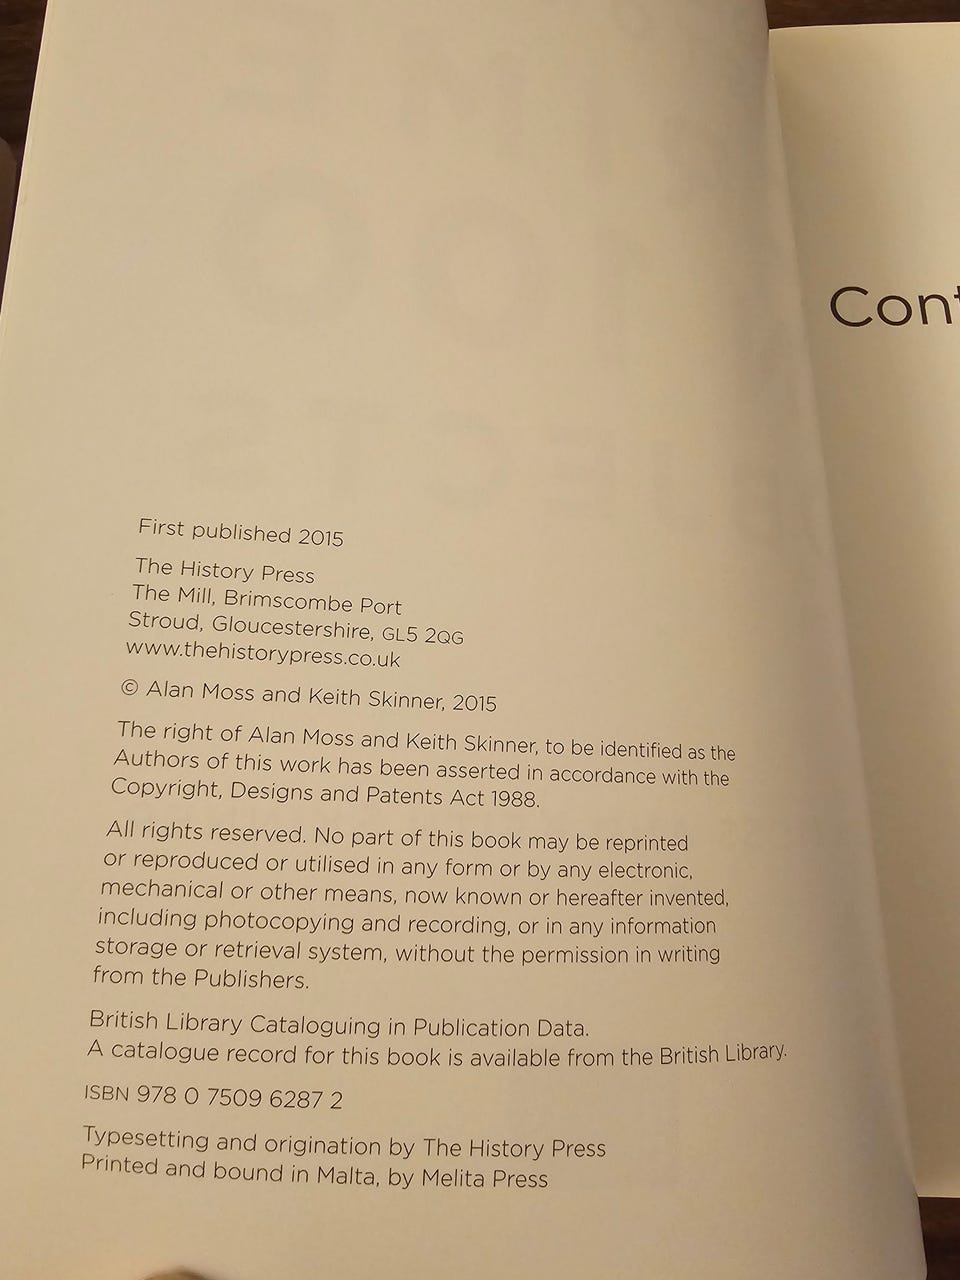 First published 2015
The History Press
The Mill, Brimscombe Port
Stroud, Gloucestershire, GL5 2QG
www.thehistorypress.co.uk
© Alan Moss and Keith Skinner, 2015
The right of Alan Moss and Keith Skinner, to be identified as the
Authors of this work has been asserted in accordance with the
Copyright, Designs and Patents Act 1988.
All rights reserved. No part of this book may be reprinted
or reproduced or utilised in any form or by any electronic,
mechanical or other means, now known or hereafter invented,
including photocopying and recording, or in any information
storage or retrieval system, without the permission in writing
from the Publishers.
British Library Cataloguing in Publication Data.
A catalogue record for this book is available from the British Library.
ISBN 978 0 7509 6287 2
Typesetting and origination by The History Press
Printed and bound in Malta, by Melita Press